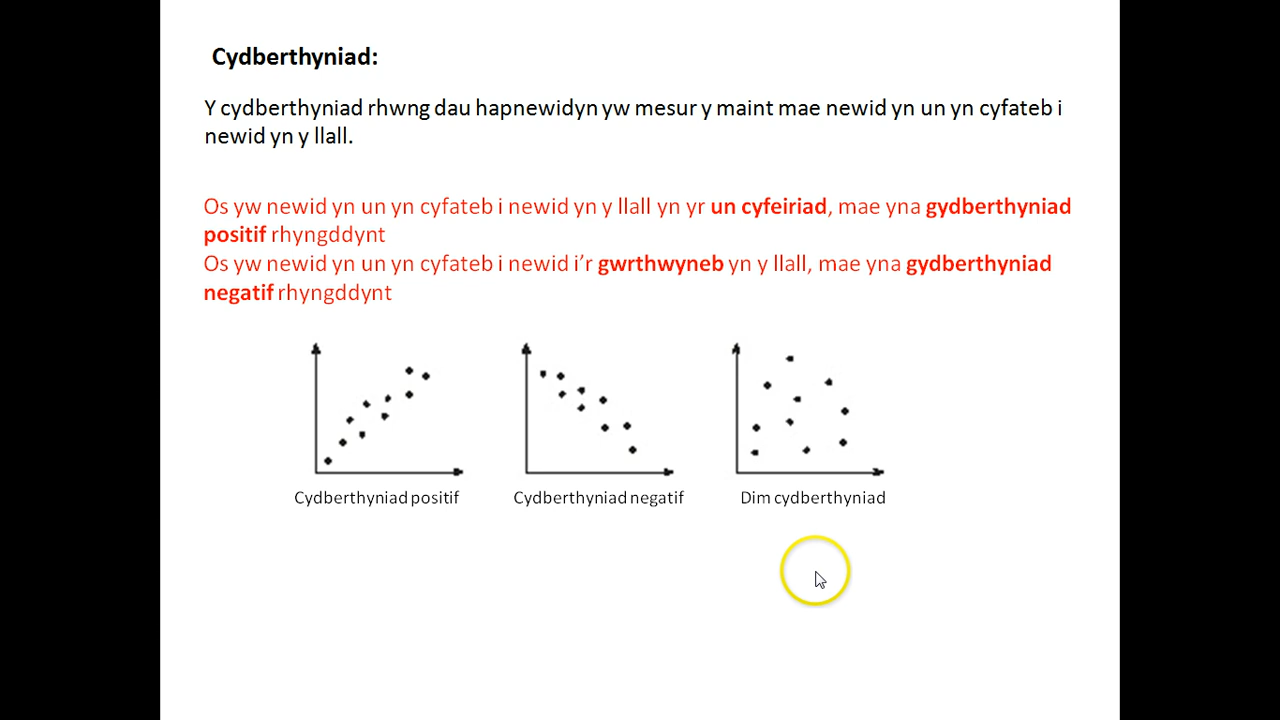 Cydberthyniad:
Y cydberthyniad rhwng dau hapnewidyn yw mesur y maint mae newid yn un yn cyfateb i
newid yn y llall.
Os yw newid yn un yn cyfateb i newid yn y llall yn yr un cyfeiriad, mae yna gydberthyniad
positif rhyngddynt
Os yw newid yn un yn cyfateb i newid i’r gwrthwyneb yn y llall, mae yna gydberthyniad
negatif rhyngddynt
Cydberthyniad positif
Cydberthyniad negatif
Dim cydberthyniad